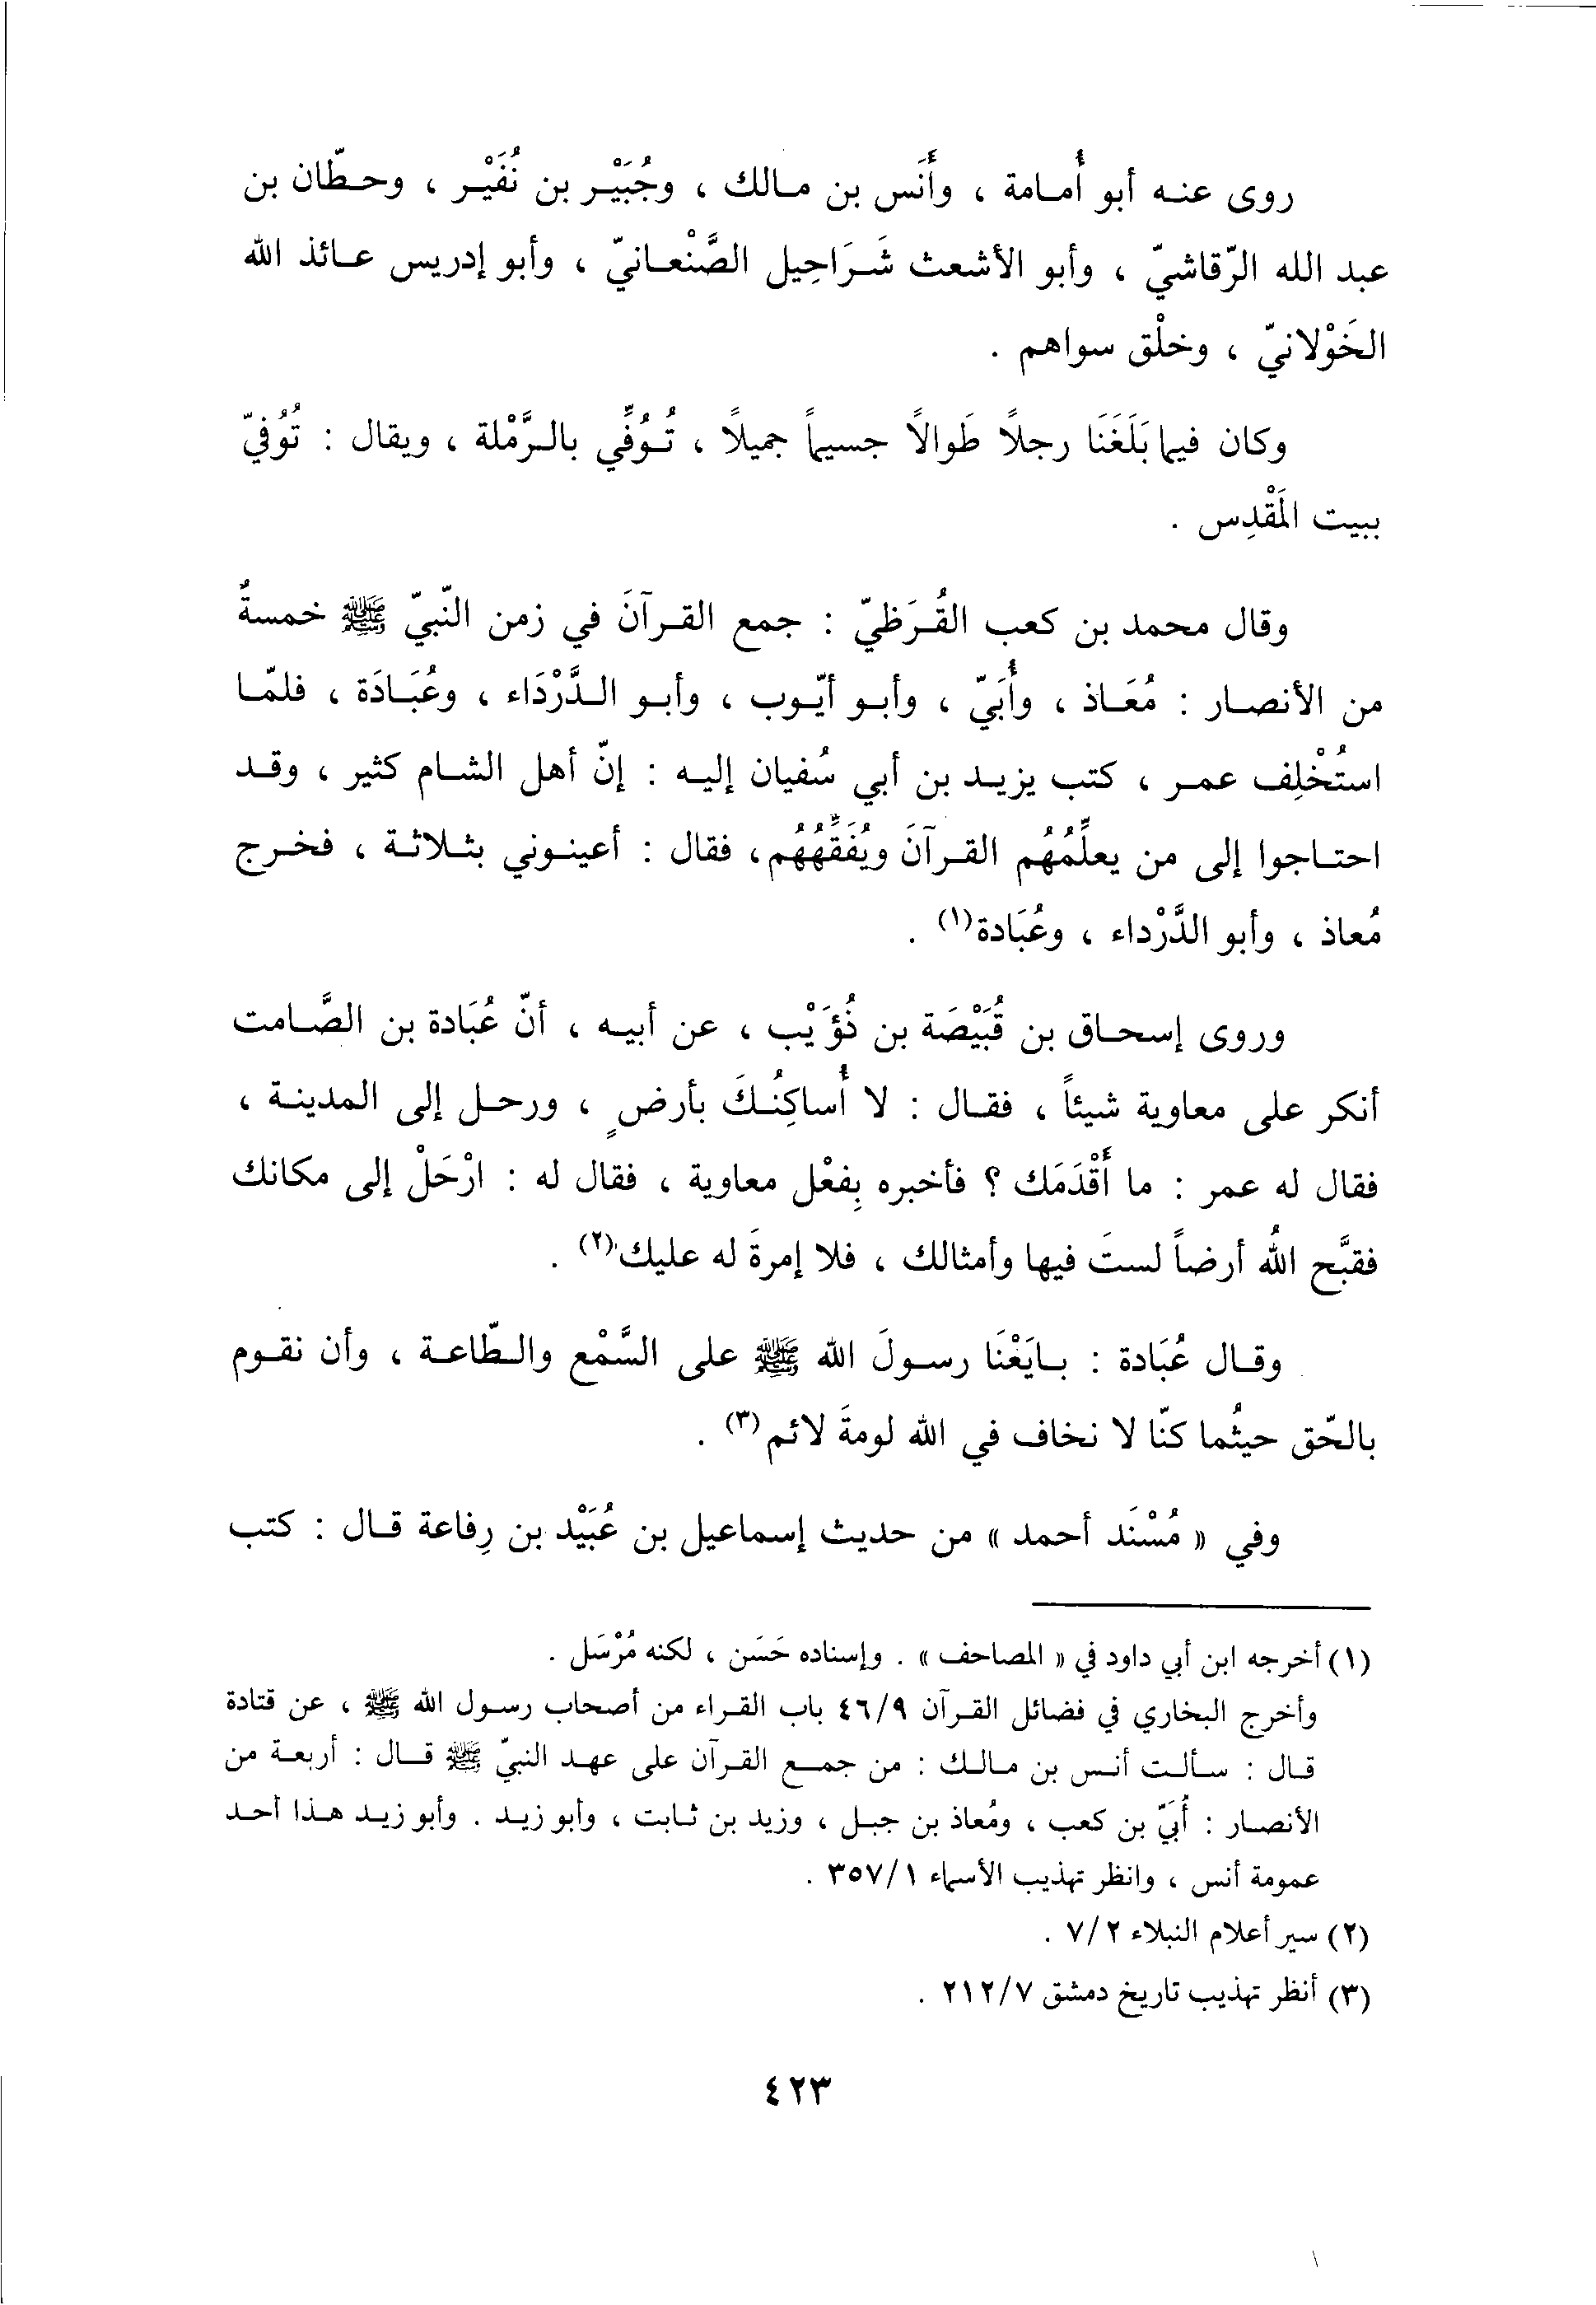 روى عنه أبو أُمامة ، وأَنَس بن مالك ، وجُبَيْر بن نُفَيْر ، وحطّان بن
عبد الله الرّقاشيّ ، وأبو الأشعث شَرَاحِيل الصَّنْعانيّ ، وأبو إدريس عائذ الله
الخَوْلانيّ ، وخلْق سواهم .
وكان فيما بَلَغَنَا رجلاً طَوالاً جسيماً جميلاً ، تُوُفِّي بالرَّمْلة ، ويقال : تُوُفيّ
ببيت المَقْدِس .
وقال محمد بن كعب القُرَظيّ : جمع القرآنَ في زمن النّبيّ ﷺ خمسةٌ
من الأنصار : مُعَاذ ، وأُبَيّ ، وأبو أيّوب ، وأبو الدَّرْدَاء ، وعُبَادَة ، فلمّا
استُخْلِف عمر ، كتب يزيد بن أبي سُفيان إليه : إنّ أهل الشام كثير ، وقد
احتاجوا إلى من يعلِّمُهُم القرآنَ ويُفَقِّهُهُم، فقال : أعينوني بثلاثة ، فخرج
مُعاذ ، وأبو الدَّرْداء ، وعُبَادة(١) .
وروى إسحاق بن قُبَيْصَة بن ذُؤَيْب ، عن أبيه ، أنّ عُبَادة بن الصَّامت
أنكر على معاوية شيئاً ، فقال : لا أُساكِنُكَ بأرضٍ ، ورحل إلى المدينة ،
فقال له عمر : ما أَقْدَمَك ؟ فأخبره بِفعْل معاوية ، فقال له : ارْحَلْ إلى مكانك
فقبَّح اللهُ أرضاً لستَ فيها وأمثالك ، فلا إمرةَ له عليك(٢) .
وقال عُبَادة : بايَعْنَا رسولَ الله ﷺ على السَّمْع والطّاعة ، وأن نقوم
بالحّق حيثُما كنّا لا نخاف في الله لومةَ لائم(٣) .
وفي « مُسْنَد أحمد » من حديث إسماعيل بن عُبَيْد بن رِفاعة قال : كتب
(١) أخرجه ابن أبي داود في « المصاحف » . وإسناده حَسَن ، لكنه مُرْسَل .
وأخرج البخاري في فضائل القرآن ٤٦/٩ باب القراء من أصحاب رسول الله ﷺ ، عن قتادة
قال : سألت أنس بن مالك : من جمع القرآن على عهد النبيّ ﷺ قال : أربعة من
الأنصار : أُبَيّ بن كعب ، ومُعاذ بن جبل ، وزيد بن ثابت ، وأبو زيد . وأبو زيد هذا أحد
عمومة أنس ، وانظر تهذيب الأسماء ٣٥٧/١ .
(٢) سير أعلام النبلاء ٧/٢ .
(٣) أنظر تهذيب تاريخ دمشق ٢١٢/٧ .
٤٢٣